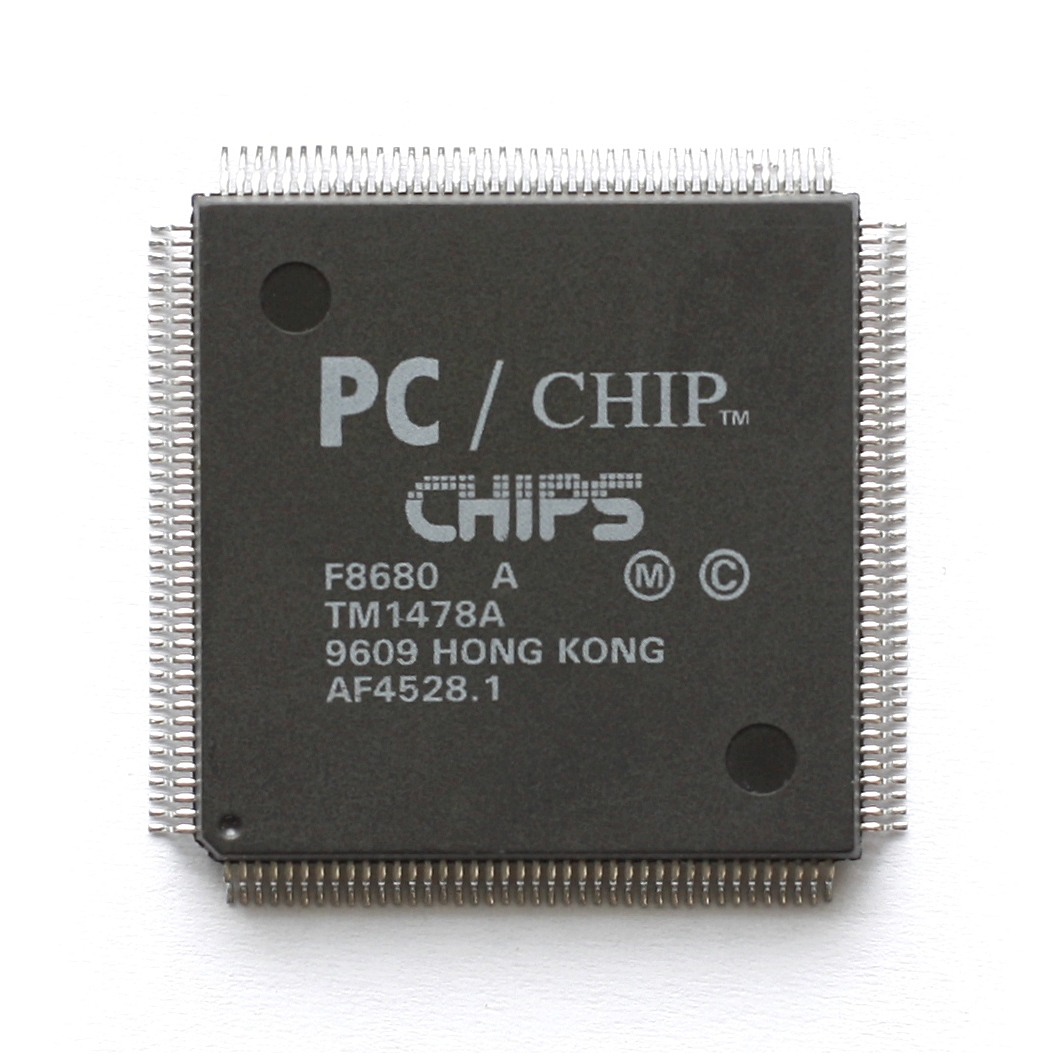 PC / CHIP™
CHIPS
F8680 A Ⓜ ©
TM1478A
9609 HONG KONG
AF4528.1